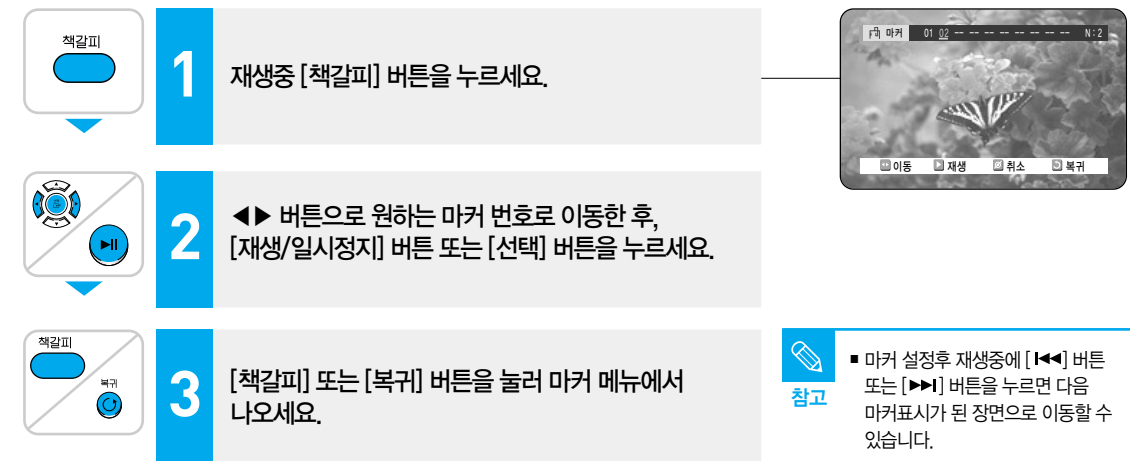 책갈피
1
재생중 [책갈피] 버튼을 누르세요.
마커 01 02 -- -- -- -- -- -- -- -- N:2
이동 재생 취소 복귀
2
◀▶ 버튼으로 원하는 마커 번호로 이동한 후,
[재생/일시정지] 버튼 또는 [선택] 버튼을 누르세요.
책갈피
복귀
3
[책갈피] 또는 [복귀] 버튼을 눌러 마커 메뉴에서
나오세요.
참고
■ 마커 설정후 재생중에 [I◀◀] 버튼
또는 [▶▶I] 버튼을 누르면 다음
마커표시가 된 장면으로 이동할 수
있습니다.